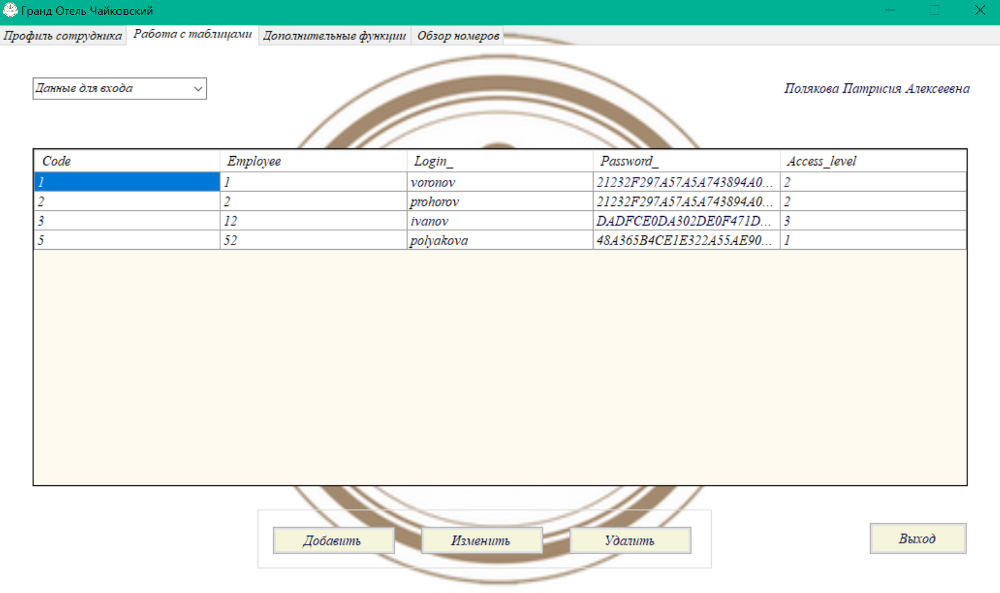 Гранд Отель Чайковский
Профиль сотрудника Работа с таблицами Дополнительные функции Обзор номеров
Данные для входа
Полякова Патрисия Алексеевна
Code Employee Login_ Password_ Access_level
1 1 voronov 21232F297A57A5A743894A0... 2
2 2 prohorov 21232F297A57A5A743894A0... 2
3 12 ivanov DADFCE0DA302DE0F471D... 3
5 52 polyakova 48A365B4CE1E322A55AE90... 1
Добавить Изменить Удалить
Выход